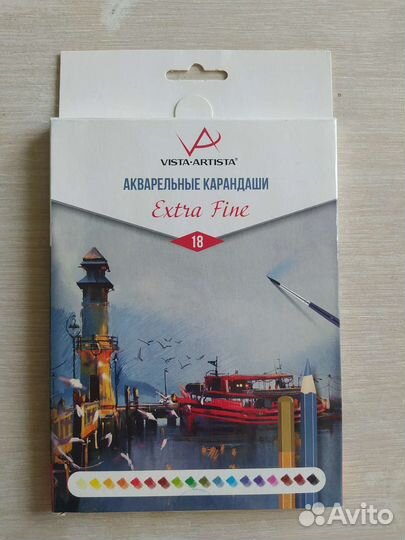 VISTA-ARTISTA®
АКВАРЕЛЬНЫЕ КАРАНДАШИ
Extra Fine
18
Avito